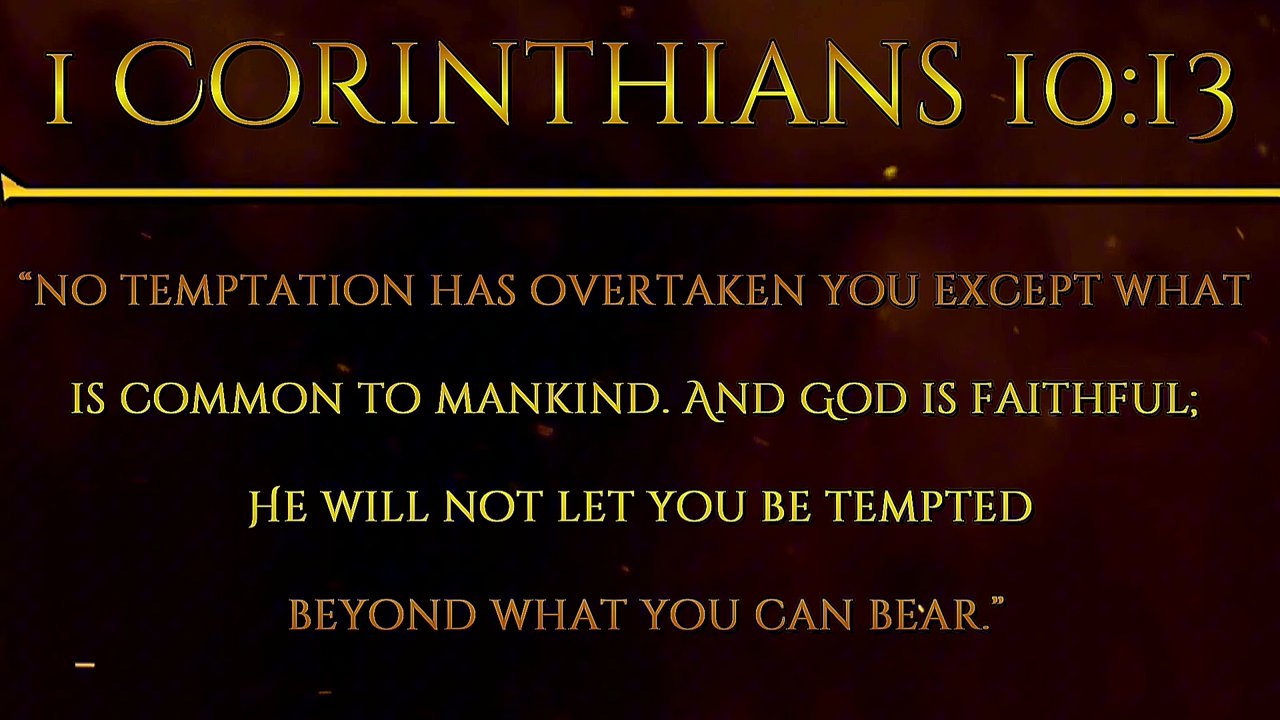 1 Corinthians 10:13
“No temptation has overtaken you except what
is common to mankind. And God is faithful;
He will not let you be tempted
beyond what you can bear.”